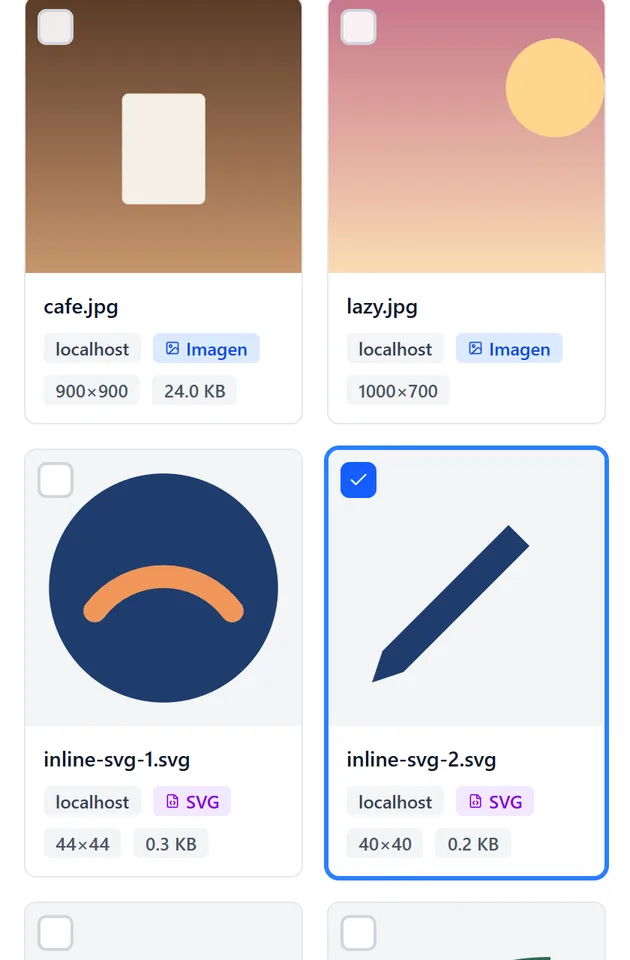 cafe.jpg
localhost Imagen
900×900 24.0 KB
lazy.jpg
localhost Imagen
1000×700
inline-svg-1.svg
localhost SVG
44×44 0.3 KB
inline-svg-2.svg
localhost SVG
40×40 0.2 KB